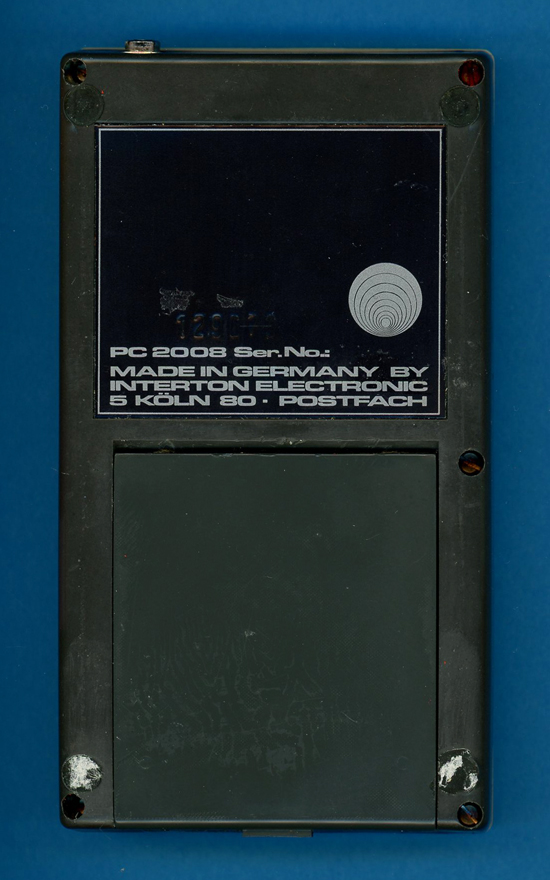 PC 2008 Ser.No.:
MADE IN GERMANY BY
INTERTON ELECTRONIC
5 KÖLN 80 · POSTFACH